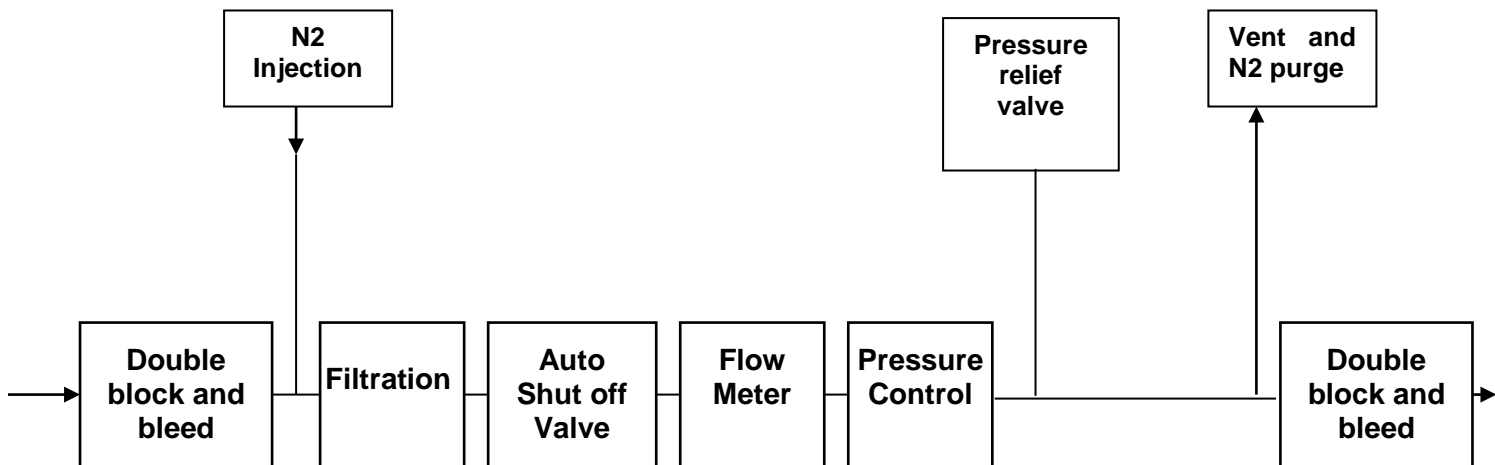 N2
Injection
Pressure
relief
valve
Vent and
N2 purge
Double
block and
bleed
Filtration
Auto
Shut off
Valve
Flow
Meter
Pressure
Control
Double
block and
bleed